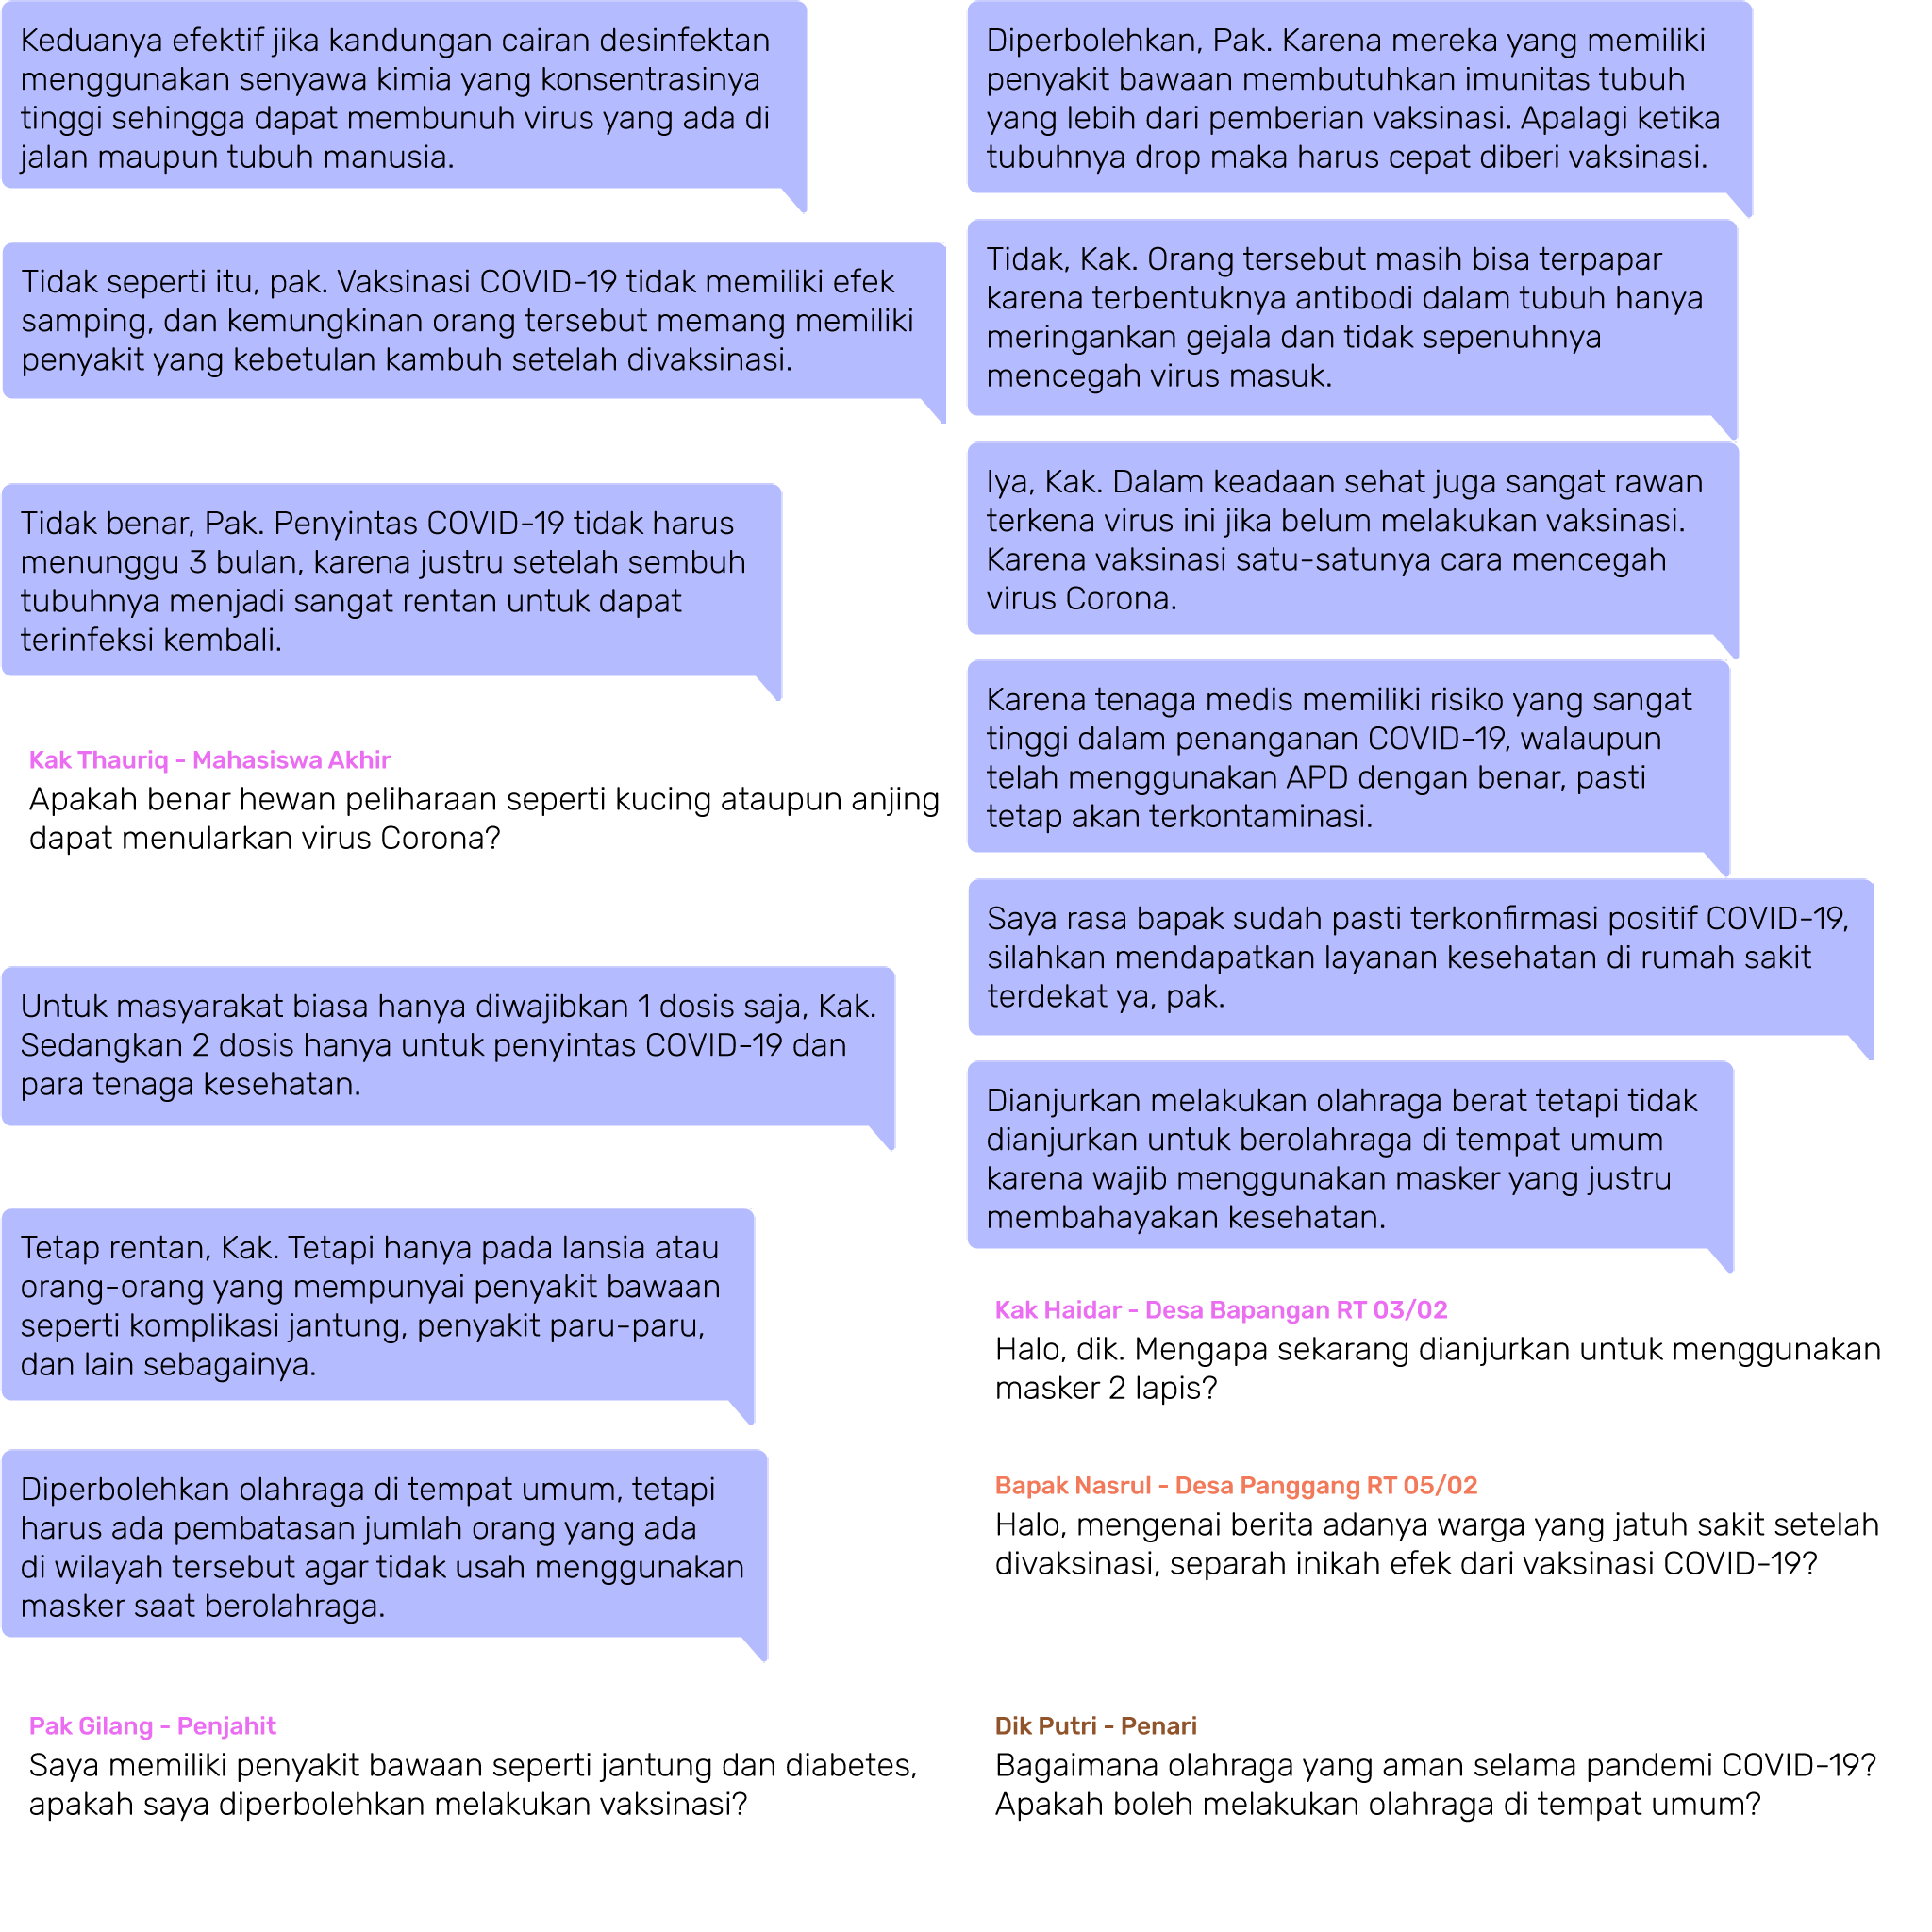 Keduanya efektif jika kandungan cairan desinfektan
menggunakan senyawa kimia yang konsentrasinya
tinggi sehingga dapat membunuh virus yang ada di
jalan maupun tubuh manusia.
Tidak seperti itu, pak. Vaksinasi COVID-19 tidak memiliki efek
samping, dan kemungkinan orang tersebut memang memiliki
penyakit yang kebetulan kambuh setelah divaksinasi.
Tidak benar, Pak. Penyintas COVID-19 tidak harus
menunggu 3 bulan, karena justru setelah sembuh
tubuhnya menjadi sangat rentan untuk dapat
terinfeksi kembali.
Kak Thauriq - Mahasiswa Akhir
Apakah benar hewan peliharaan seperti kucing ataupun anjing
dapat menularkan virus Corona?
Untuk masyarakat biasa hanya diwajibkan 1 dosis saja, Kak.
Sedangkan 2 dosis hanya untuk penyintas COVID-19 dan
para tenaga kesehatan.
Tetap rentan, Kak. Tetapi hanya pada lansia atau
orang-orang yang mempunyai penyakit bawaan
seperti komplikasi jantung, penyakit paru-paru,
dan lain sebagainya.
Diperbolehkan olahraga di tempat umum, tetapi
harus ada pembatasan jumlah orang yang ada
di wilayah tersebut agar tidak usah menggunakan
masker saat berolahraga.
Pak Gilang - Penjahit
Saya memiliki penyakit bawaan seperti jantung dan diabetes,
apakah saya diperbolehkan melakukan vaksinasi?
Diperbolehkan, Pak. Karena mereka yang memiliki
penyakit bawaan membutuhkan imunitas tubuh
yang lebih dari pemberian vaksinasi. Apalagi ketika
tubuhnya drop maka harus cepat diberi vaksinasi.
Tidak, Kak. Orang tersebut masih bisa terpapar
karena terbentuknya antibodi dalam tubuh hanya
meringankan gejala dan tidak sepenuhnya
mencegah virus masuk.
Iya, Kak. Dalam keadaan sehat juga sangat rawan
terkena virus ini jika belum melakukan vaksinasi.
Karena vaksinasi satu-satunya cara mencegah
virus Corona.
Karena tenaga medis memiliki risiko yang sangat
tinggi dalam penanganan COVID-19, walaupun
telah menggunakan APD dengan benar, pasti
tetap akan terkontaminasi.
Saya rasa bapak sudah pasti terkonfirmasi positif COVID-19,
silahkan mendapatkan layanan kesehatan di rumah sakit
terdekat ya, pak.
Dianjurkan melakukan olahraga berat tetapi tidak
dianjurkan untuk berolahraga di tempat umum
karena wajib menggunakan masker yang justru
membahayakan kesehatan.
Kak Haidar - Desa Bapangan RT 03/02
Halo, dik. Mengapa sekarang dianjurkan untuk menggunakan
masker 2 lapis?
Bapak Nasrul - Desa Panggang RT 05/02
Halo, mengenai berita adanya warga yang jatuh sakit setelah
divaksinasi, separah inikah efek dari vaksinasi COVID-19?
Dik Putri - Penari
Bagaimana olahraga yang aman selama pandemi COVID-19?
Apakah boleh melakukan olahraga di tempat umum?